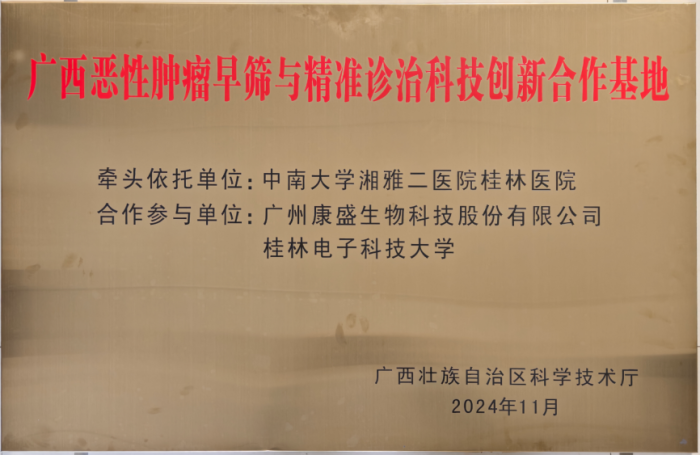 广西恶性肿瘤早筛与精准诊治科技创新合作基地
牵头依托单位：中南大学湘雅二医院桂林医院
合作参与单位：广州康盛生物科技股份有限公司
桂林电子科技大学
广西壮族自治区科学技术厅
2024年11月